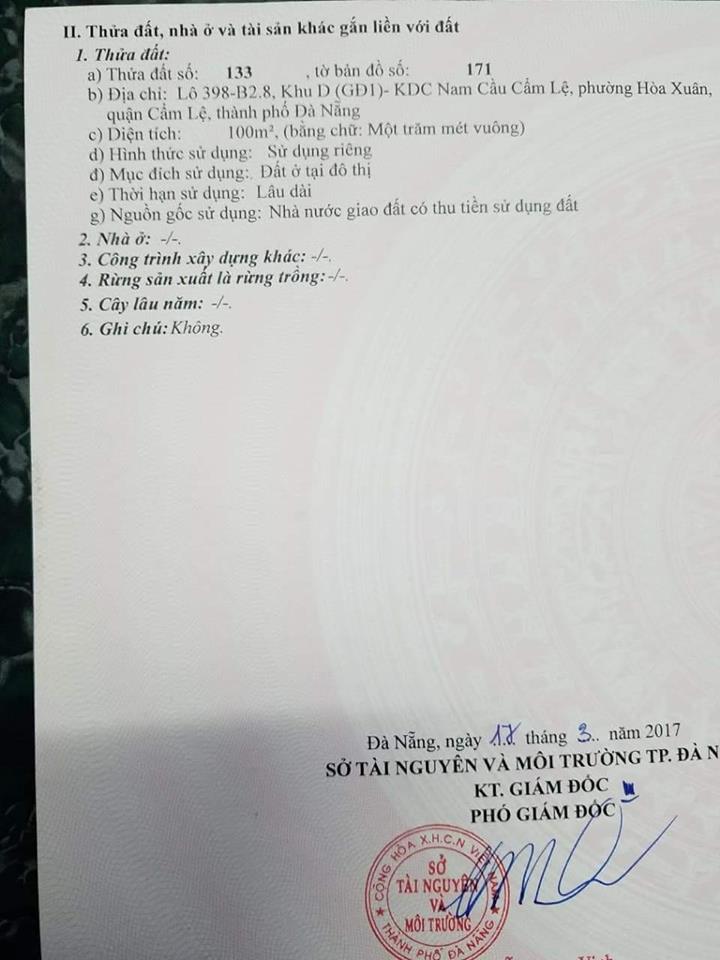 II. Thửa đất, nhà ở và tài sản khác gắn liền với đất
1. Thửa đất:
a) Thửa đất số: 133 , tờ bản đồ số: 171
b) Địa chỉ: Lô 398-B2.8, Khu D (GĐ1)- KDC Nam Cầu Cẩm Lệ, phường Hòa Xuân,
quận Cẩm Lệ, thành phố Đà Nẵng
c) Diện tích: 100m², (bằng chữ: Một trăm mét vuông)
d) Hình thức sử dụng: Sử dụng riêng
đ) Mục đích sử dụng: Đất ở tại đô thị
e) Thời hạn sử dụng: Lâu dài
g) Nguồn gốc sử dụng: Nhà nước giao đất có thu tiền sử dụng đất
2. Nhà ở: -/-.
3. Công trình xây dựng khác: -/-.
4. Rừng sản xuất là rừng trồng: -/-.
5. Cây lâu năm: -/-.
6. Ghi chú: Không.
Đà Nẵng, ngày tháng 3.. năm 2017
SỞ TÀI NGUYÊN VÀ MÔI TRƯỜNG TP. ĐÀ N
KT. GIÁM ĐỐC
PHÓ GIÁM ĐỐC
CỘNG HÒA X.H.C.N VIỆT NAM
SỞ
TÀI NGUYÊN
VÀ
MÔI TRƯỜNG
THÀNH PHỐ ĐÀ NẴNG